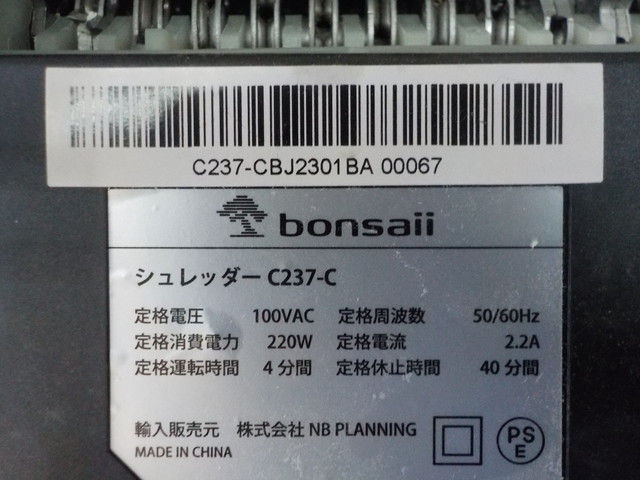 C237-CBJ2301BA 00067
bonsaii
シュレッダー C237-C
定格電圧 100VAC 定格周波数 50/60Hz
定格消費電力 220W 定格電流 2.2A
定格運転時間 4分間 定格休止時間 40分間
輸入販売元 株式会社 NB PLANNING
MADE IN CHINA
PS
E